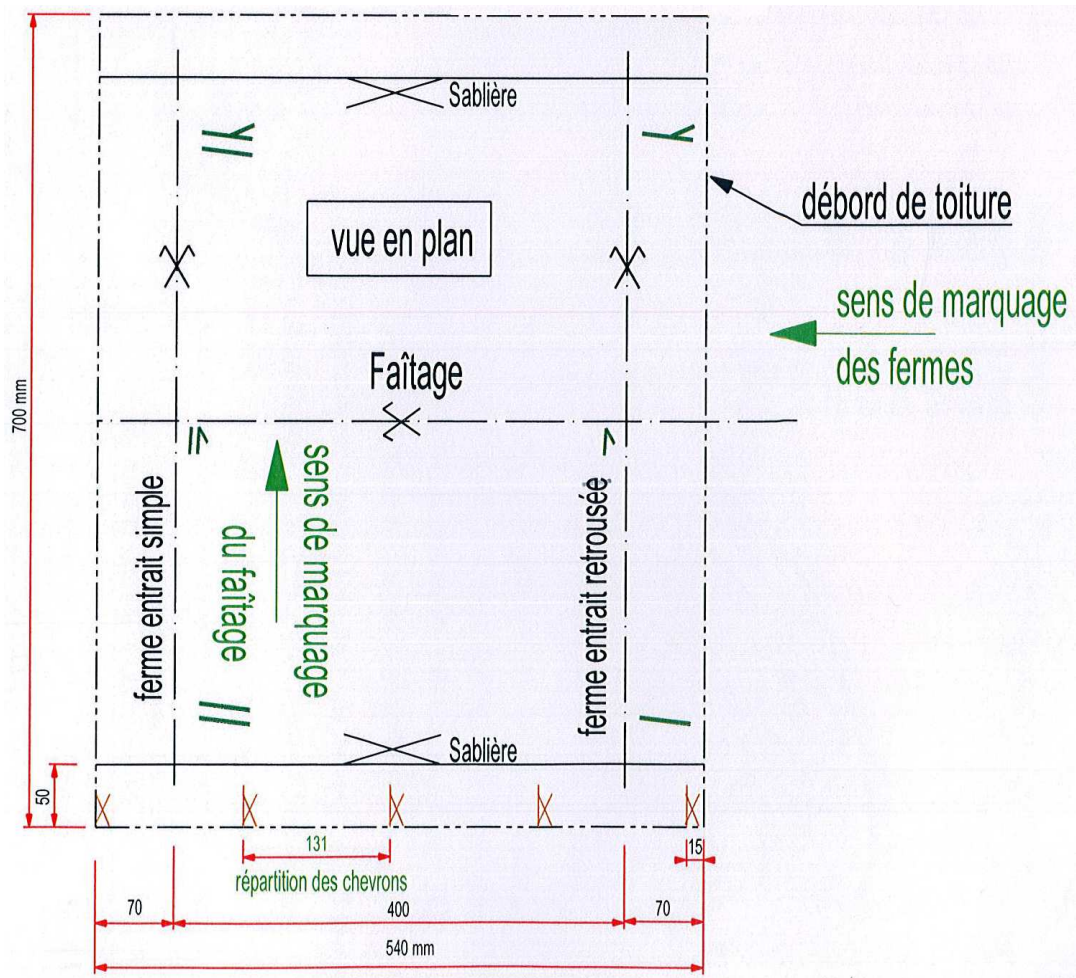 Sablière
vue en plan
débord de toiture
sens de marquage
des fermes
Faîtage
700 mm
ferme entrait simple
sens de marquage
du faîtage
ferme entrait retrousée
Sablière
50
131
15
répartition des chevrons
70
400
70
540 mm